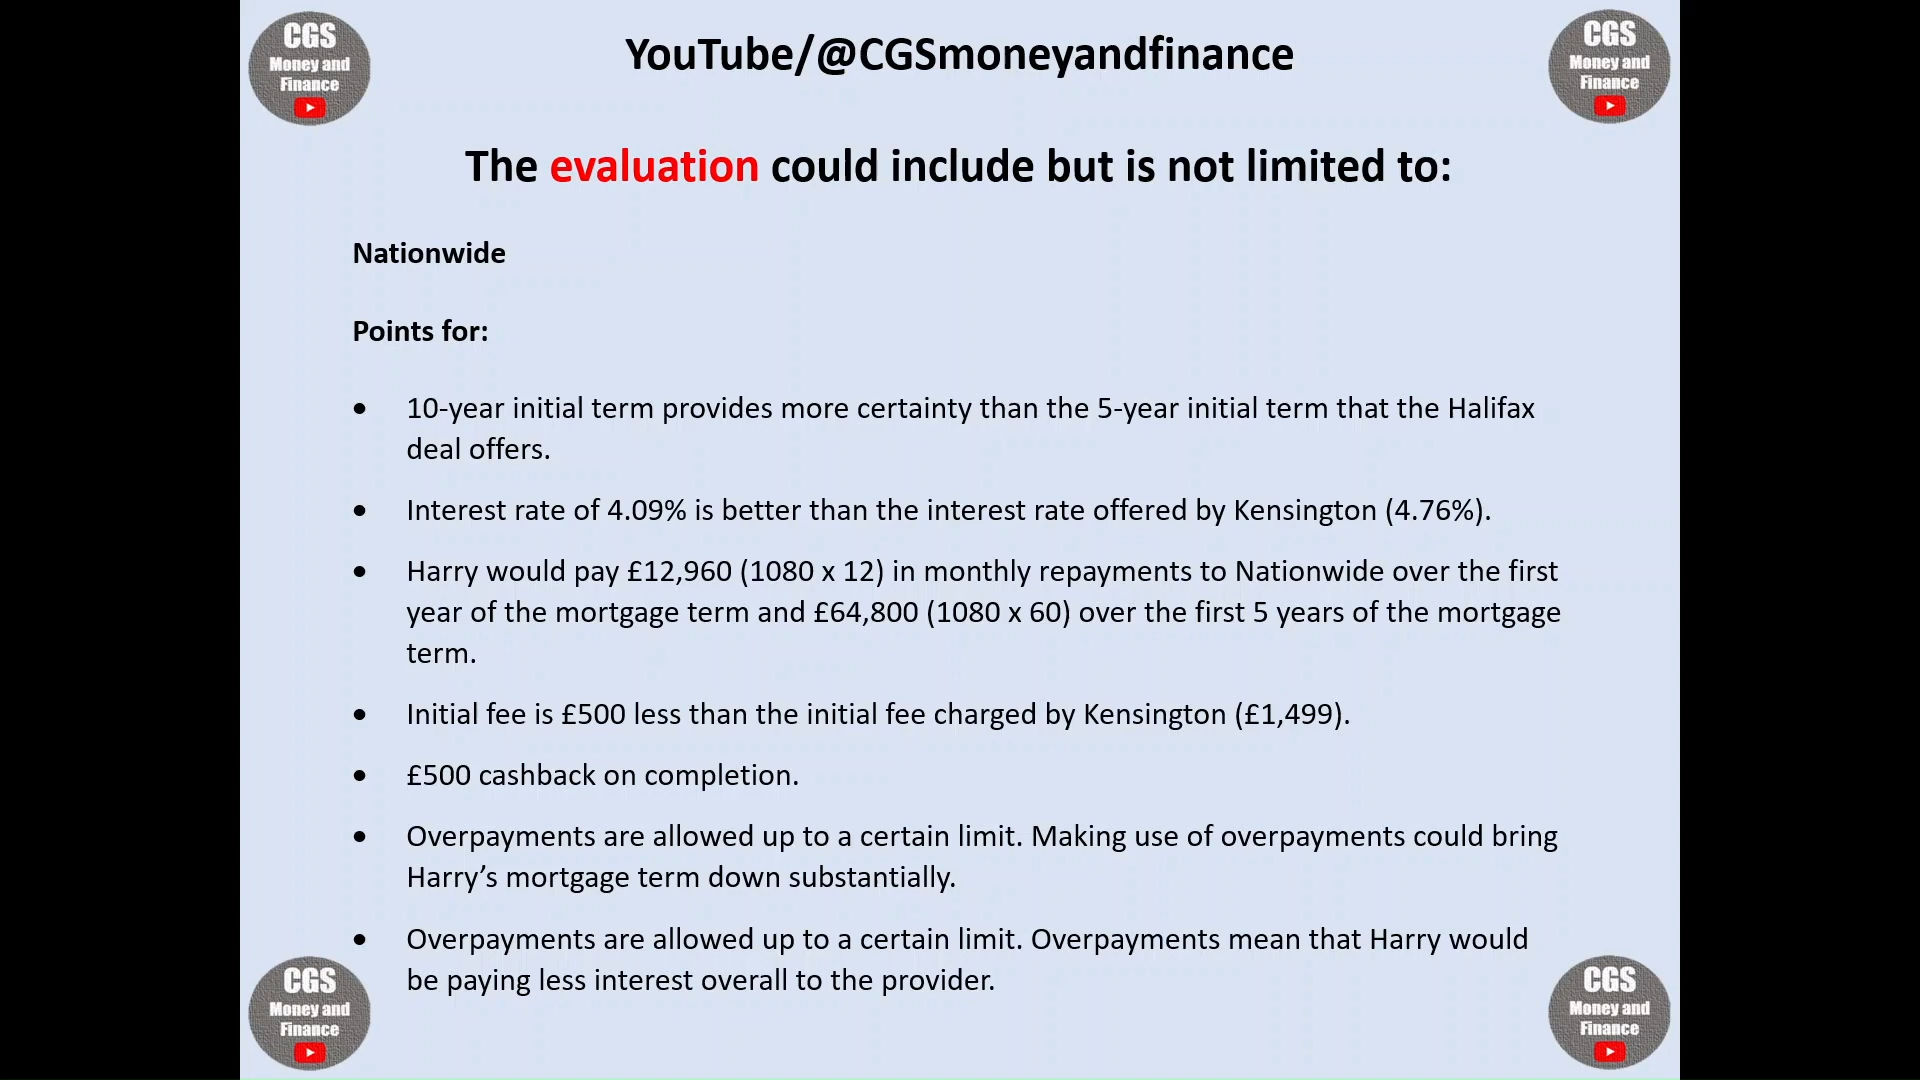 CGS
Money and
Finance
YouTube/@CGSmoneyandfinance
CGS
Money and
Finance
The evaluation could include but is not limited to:
Nationwide
Points for:
• 10-year initial term provides more certainty than the 5-year initial term that the Halifax
deal offers.
• Interest rate of 4.09% is better than the interest rate offered by Kensington (4.76%).
• Harry would pay £12,960 (1080 x 12) in monthly repayments to Nationwide over the first
year of the mortgage term and £64,800 (1080 x 60) over the first 5 years of the mortgage
term.
• Initial fee is £500 less than the initial fee charged by Kensington (£1,499).
• £500 cashback on completion.
• Overpayments are allowed up to a certain limit. Making use of overpayments could bring
Harry’s mortgage term down substantially.
• Overpayments are allowed up to a certain limit. Overpayments mean that Harry would
be paying less interest overall to the provider.
CGS
Money and
Finance
CGS
Money and
Finance